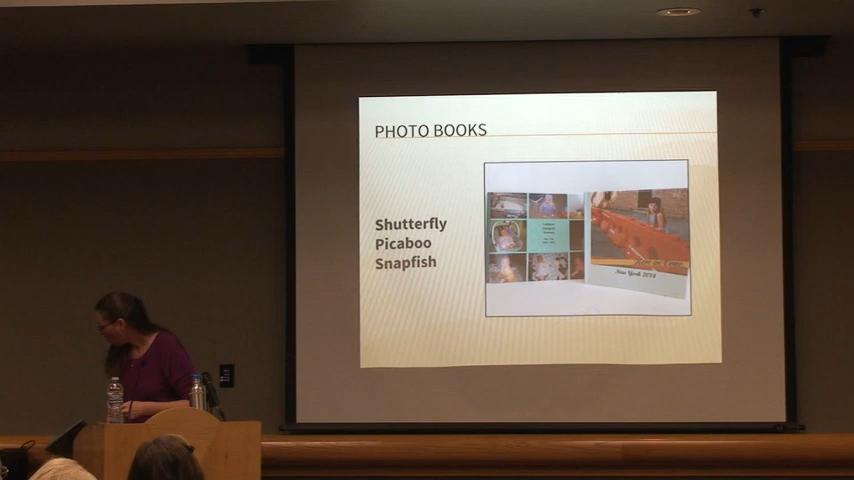 PHOTO BOOKS
Shutterfly
Picaboo
Snapfish
New York 2014